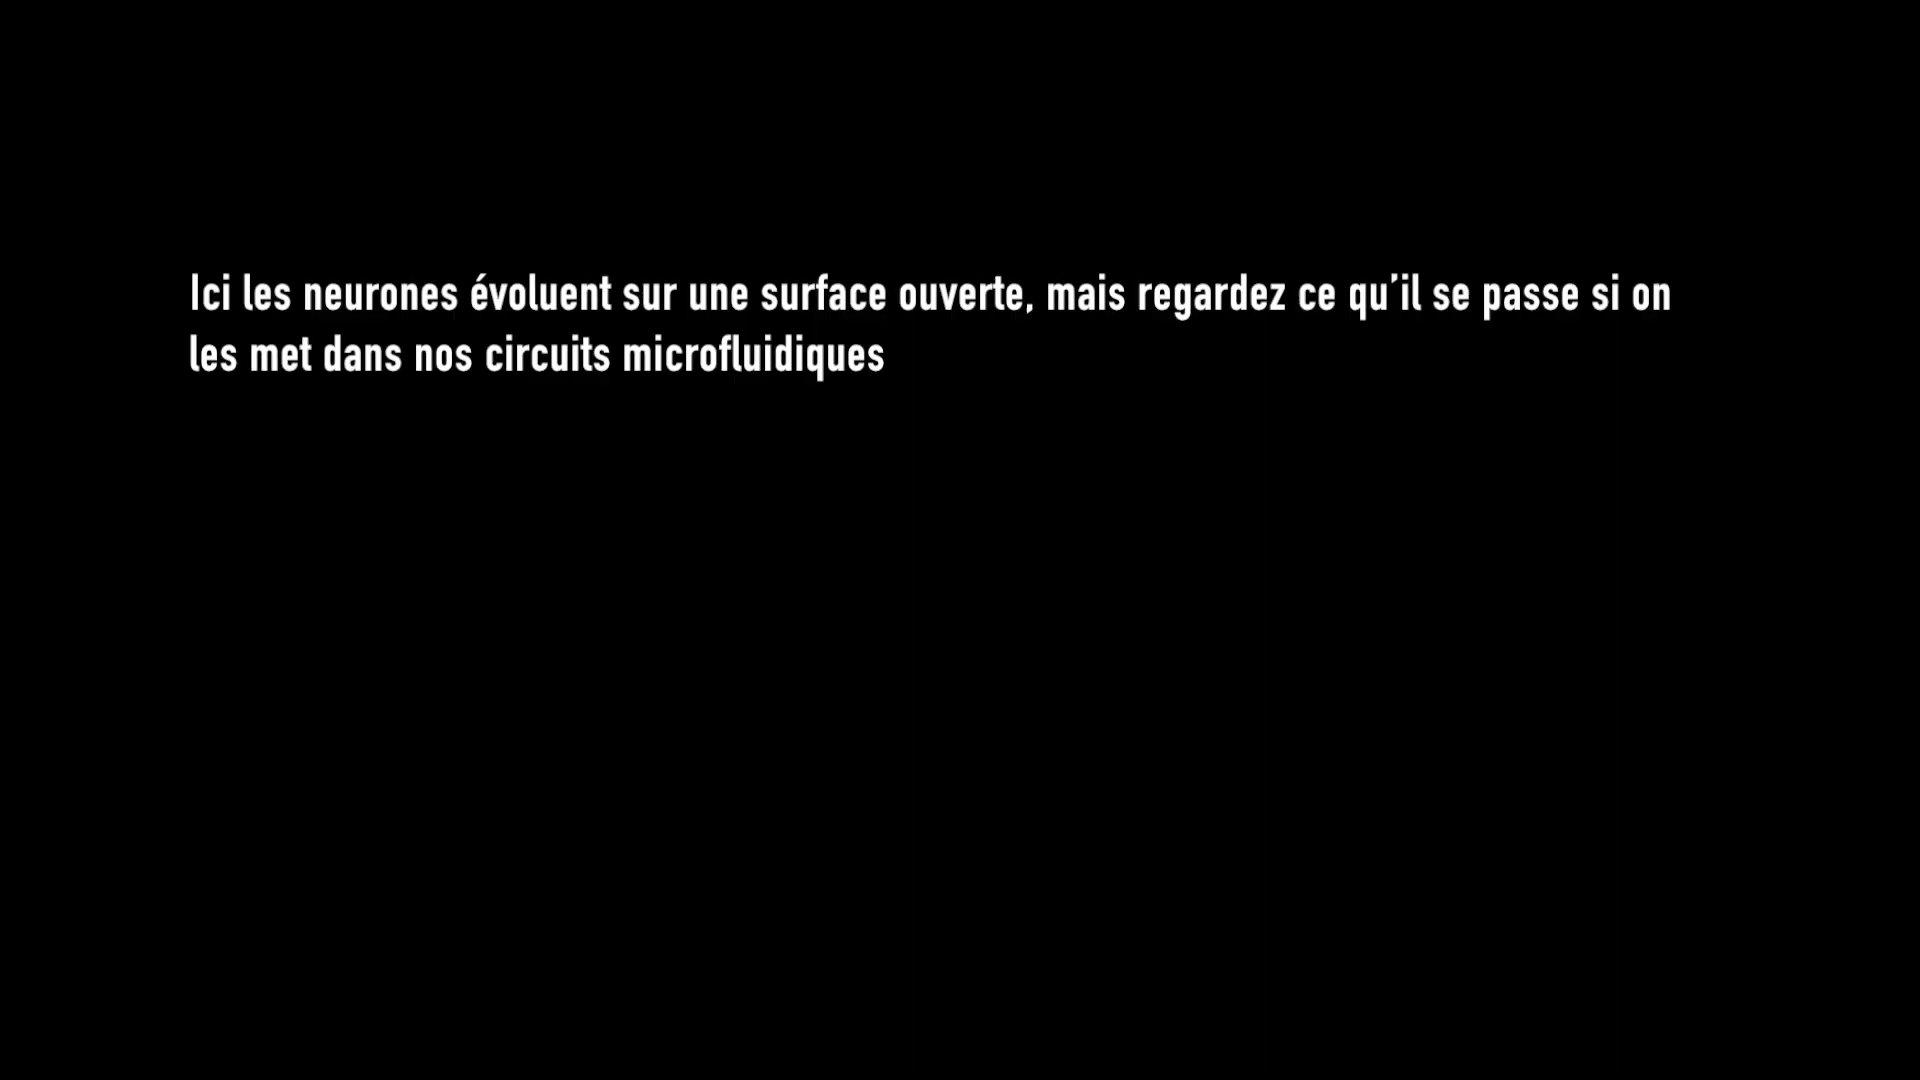 Ici les neurones évoluent sur une surface ouverte, mais regardez ce qu’il se passe si on
les met dans nos circuits microfluidiques